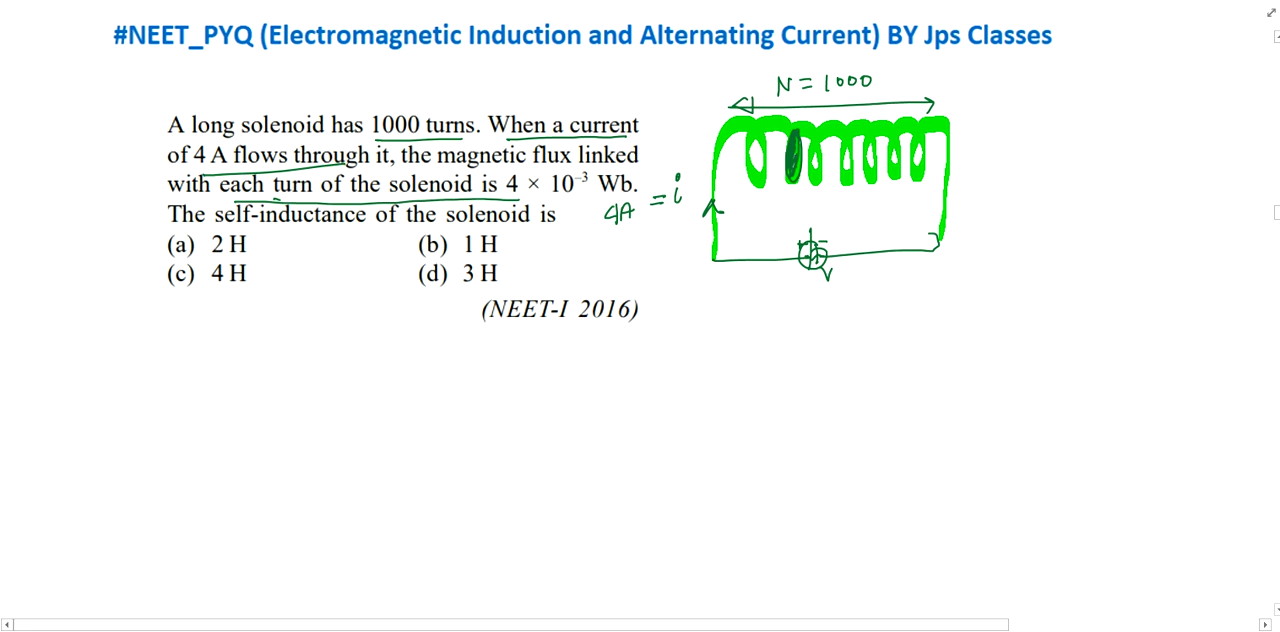 #NEET_PYQ (Electromagnetic Induction and Alternating Current) BY Jps Classes
N = 1000
A long solenoid has 1000 turns. When a current
of 4 A flows through it, the magnetic flux linked
with each turn of the solenoid is 4 × 10⁻³ Wb.
4A = i
The self-inductance of the solenoid is
(a) 2 H (b) 1 H
(c) 4 H (d) 3 H
V
(NEET-I 2016)